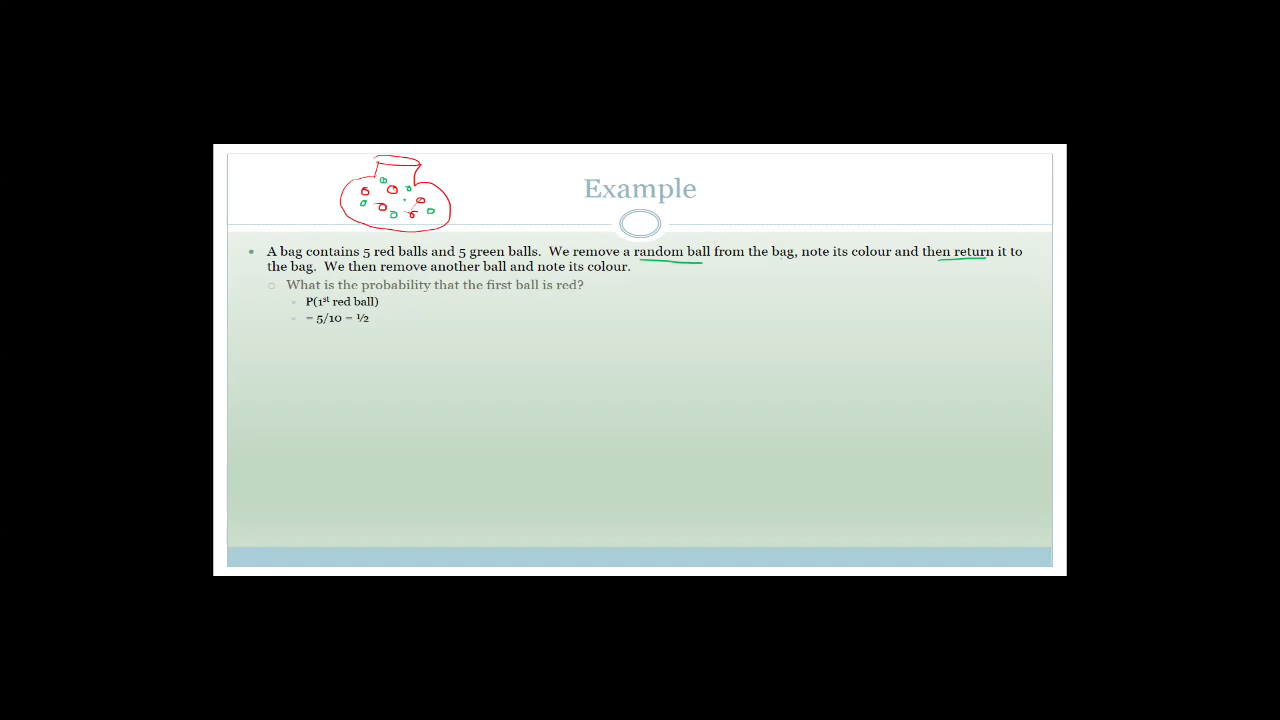 Example
A bag contains 5 red balls and 5 green balls. We remove a random ball from the bag, note its colour and then return it to
the bag. We then remove another ball and note its colour.
What is the probability that the first ball is red?
P(1st red ball)
= 5/10 = ½